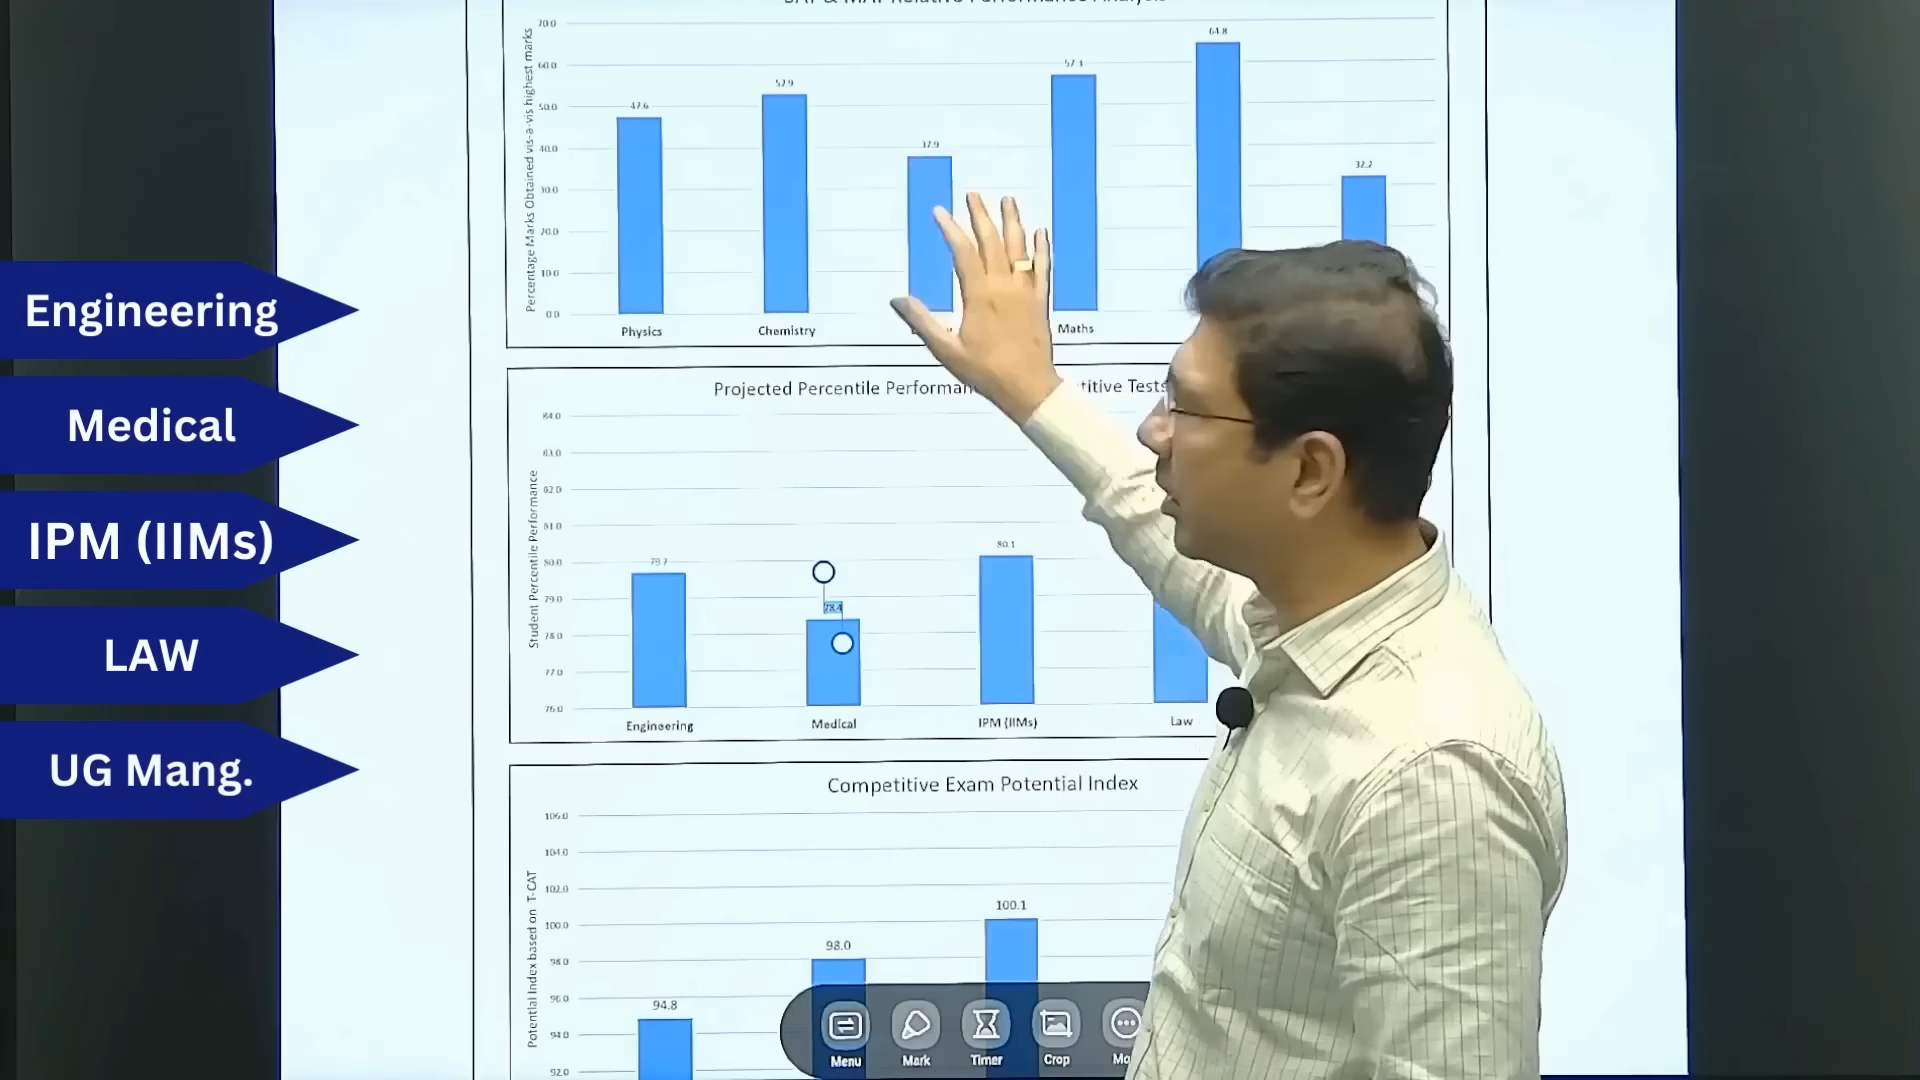 Percentage Marks Obtained vis-a-vis highest marks
70.0
60.0
50.0
40.0
30.0
20.0
10.0
0.0
47.6
52.9
37.9
57.3
64.8
32.2
Physics
Chemistry
Maths
Projected Percentile
Tests
Student Percentile Performance
84.0
83.0
82.0
81.0
80.0
79.0
78.0
77.0
76.0
79.7
78.4
80.1
Engineering
Medical
IPM (IIMs)
Law
Competitive Exam Potential Index
Potential Index based on T-CAT
106.0
104.0
102.0
100.0
98.0
96.0
94.0
92.0
94.8
98.0
100.1
Menu
Mark
Timer
Crop
Engineering
Medical
IPM (IIMs)
LAW
UG Mang.